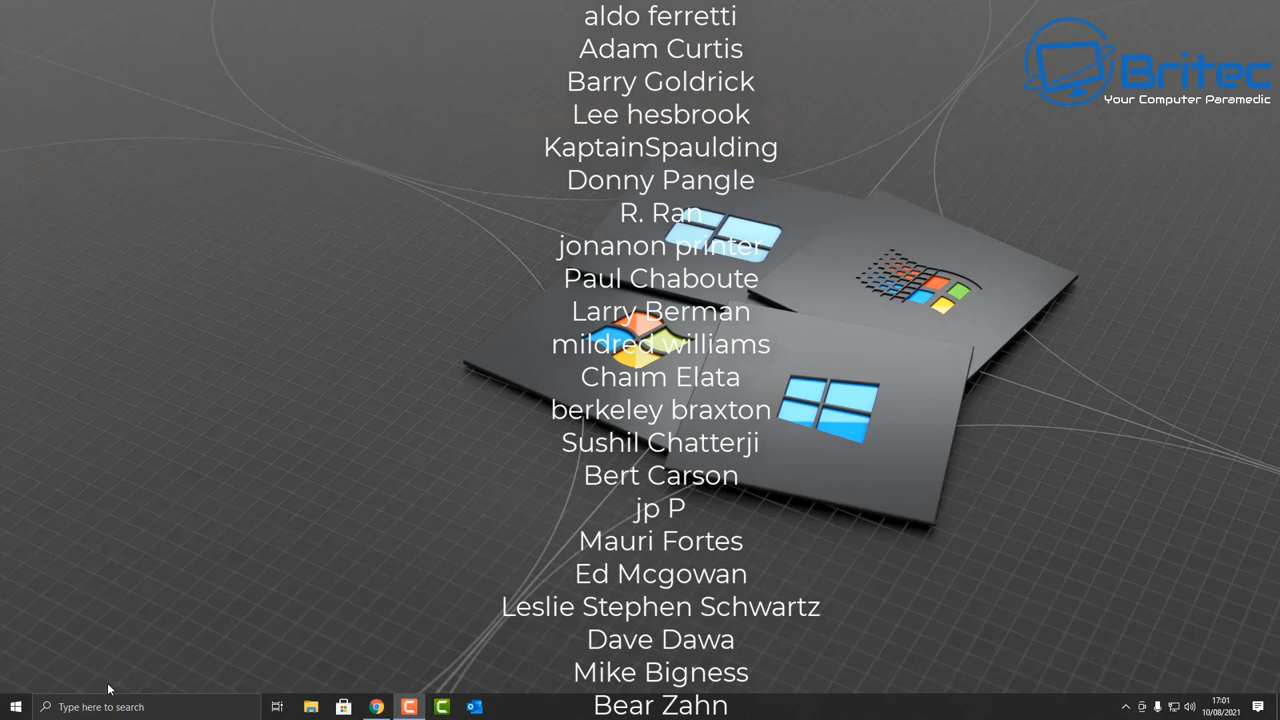 aldo ferretti
Adam Curtis
Barry Goldrick
Lee hesbrook
KaptainSpaulding
Donny Pangle
R. Ran
jonanon printer
Paul Chaboute
Larry Berman
mildred williams
Chaim Elata
berkeley braxton
Sushil Chatterji
Bert Carson
jp P
Mauri Fortes
Ed Mcgowan
Leslie Stephen Schwartz
Dave Dawa
Mike Bigness
Bear Zahn
Britec
Your Computer Paramedic
Type here to search
17:01
10/08/2021